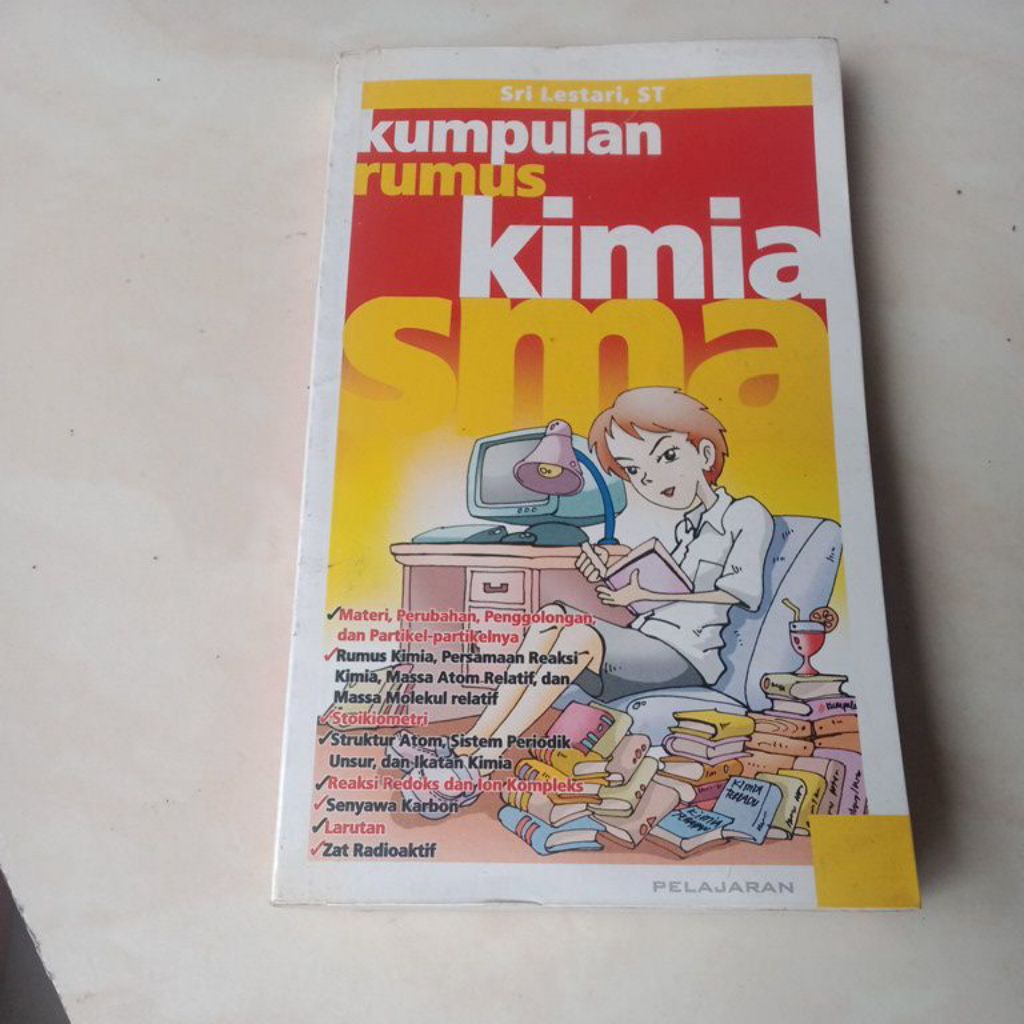 Sri Lestari, ST
kumpulan
rumus
kimia
sma
✓Materi, Perubahan, Penggolongan,
dan Partikel-partikelnya
✓Rumus Kimia, Persamaan Reaksi
Kimia, Massa Atom Relatif, dan
Massa Molekul relatif
✓Stoikiometri
✓Struktur Atom, Sistem Periodik
Unsur, dan Ikatan Kimia
✓Reaksi Redoks dan Ion Kompleks
✓Senyawa Karbon
✓Larutan
✓Zat Radioaktif
KIMIA
KIMIA
PELAJARAN